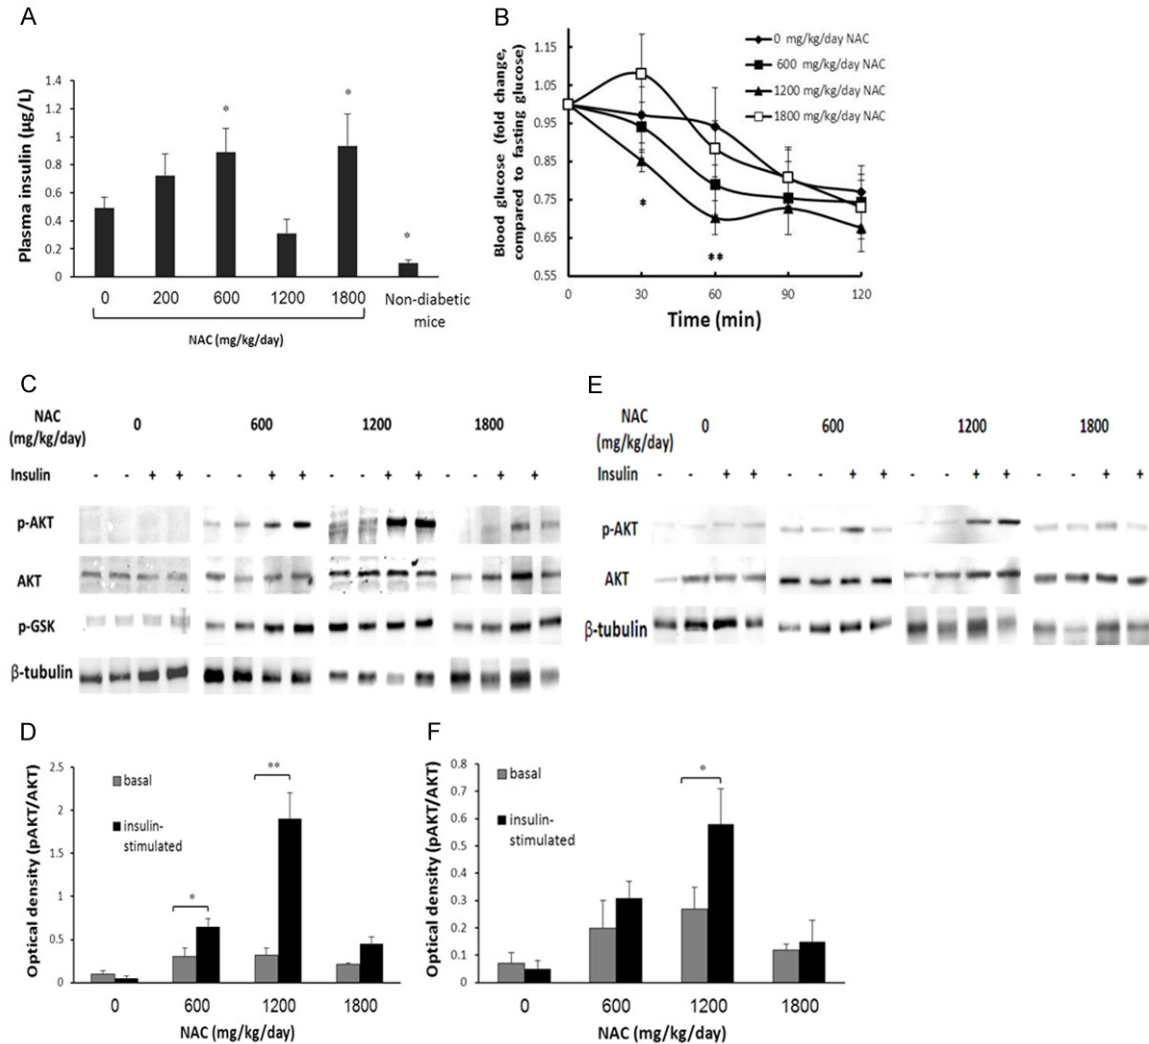 A
Plasma insulin (µg/L)
1.4
1.2
1
0.8
0.6
0.4
0.2
0
*
*
*
0 200 600 1200 1800 Non-diabetic
mice
NAC (mg/kg/day)
B
Blood glucose (fold change,
compared to fasting glucose)
1.15
1.05
0.95
0.85
0.75
0.65
0.55
0 mg/kg/day NAC
600 mg/kg/day NAC
1200 mg/kg/day NAC
1800 mg/kg/day NAC
*
**
0 30 60 90 120
Time (min)
C
NAC
(mg/kg/day)
0 600 1200 1800
Insulin - - + + - - + + - - + + - - + +
p-AKT
AKT
p-GSK
β-tubulin
E
NAC
(mg/kg/day)
0 600 1200 1800
Insulin - - + + - - + + - - + + - - + +
p-AKT
AKT
β-tubulin
D
Optical density (pAKT/AKT)
2.5
2
1.5
1
0.5
0
basal
insulin-
stimulated
*
**
0 600 1200 1800
NAC (mg/kg/day)
F
Optical density (pAKT/AKT)
0.8
0.7
0.6
0.5
0.4
0.3
0.2
0.1
0
basal
insulin-
stimulated
*
0 600 1200 1800
NAC (mg/kg/day)